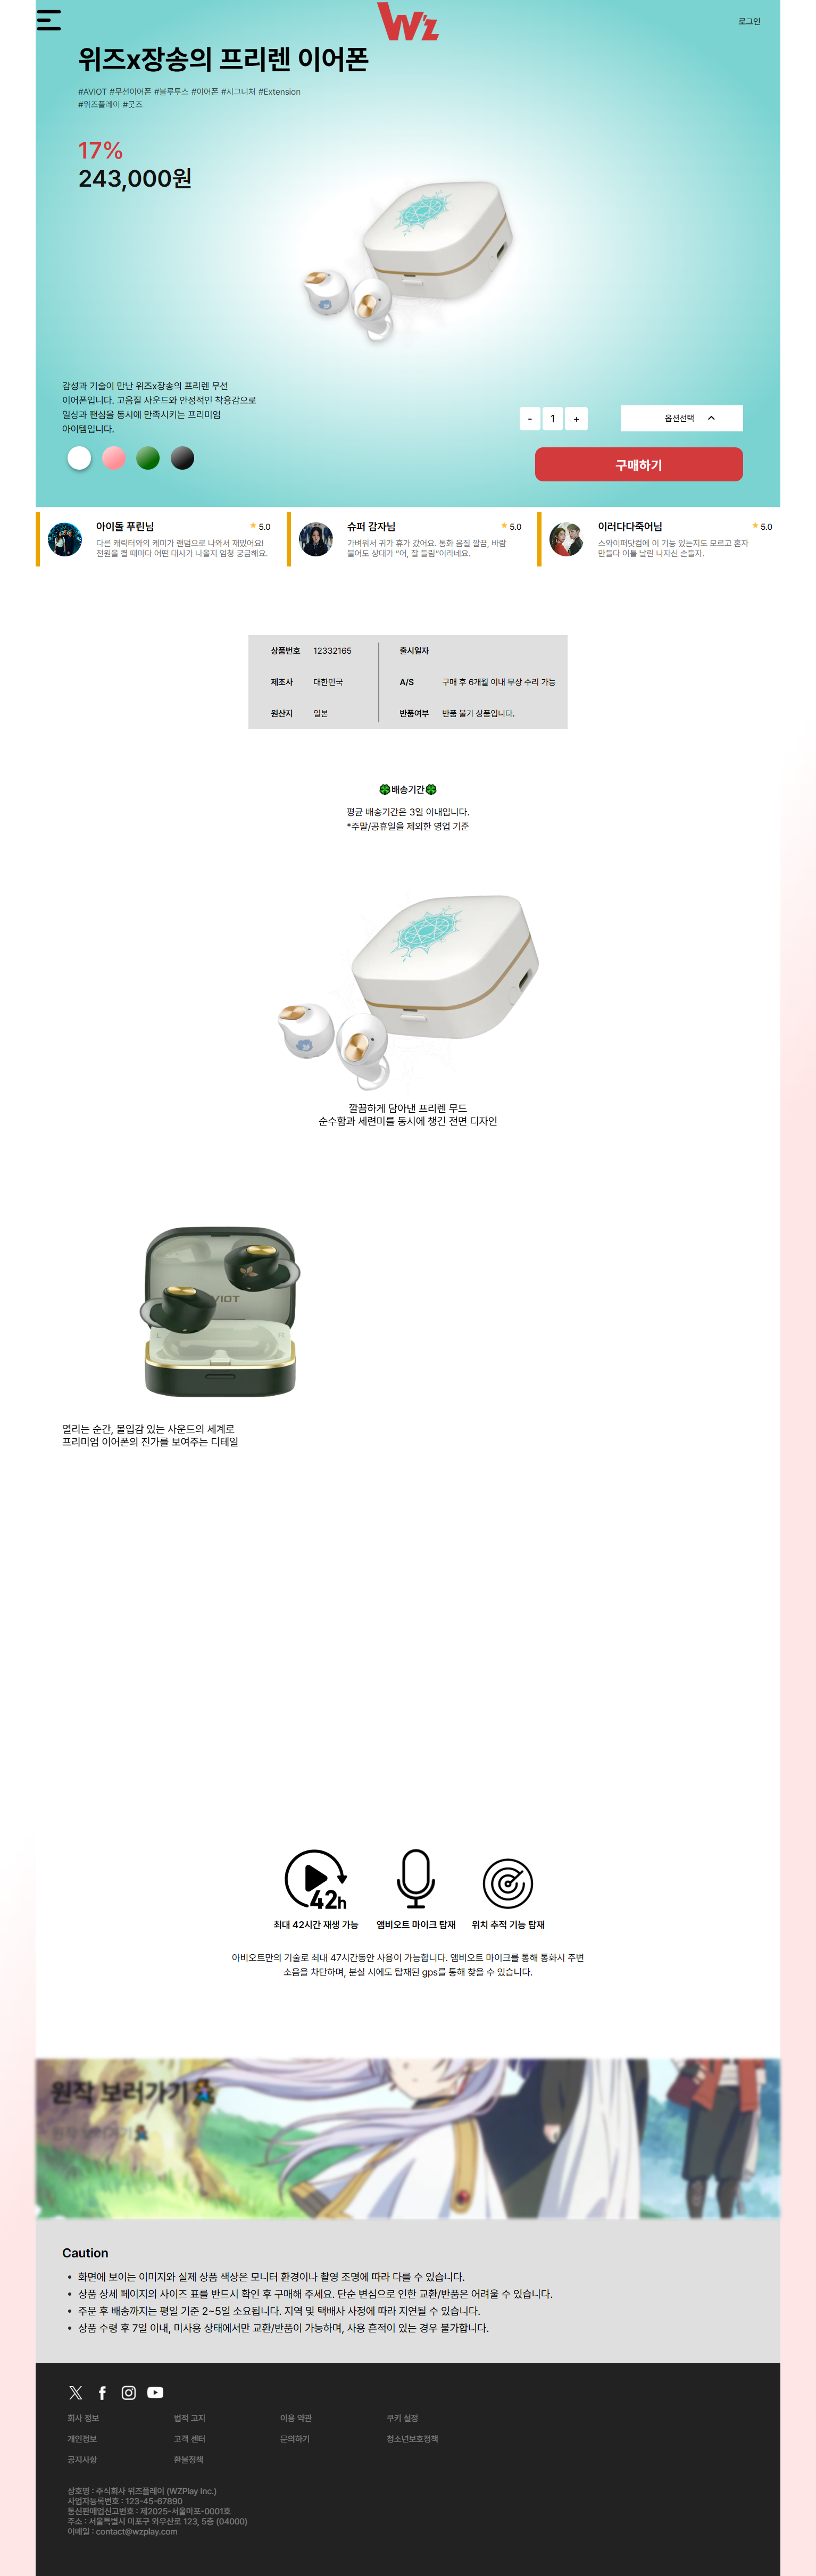 W'z
로그인
위즈x장송의 프리렌 이어폰
#AVIOT #무선이어폰 #블루투스 #이어폰 #시그니처 #Extension
#위즈플레이 #굿즈
17%
243,000원
감성과 기술이 만난 위즈x장송의 프리렌 무선
이어폰입니다. 고음질 사운드와 안정적인 착용감으로
일상과 팬심을 동시에 만족시키는 프리미엄
아이템입니다.
- 1 +
옵션선택
구매하기
아이돌 푸린님 5.0
다른 캐릭터와의 케미가 랜덤으로 나와서 재밌어요!
전원을 켤 때마다 어떤 대사가 나올지 엄청 궁금해요.
슈퍼 감자님 5.0
가벼워서 귀가 휴가 갔어요. 통화 음질 깔끔, 바람
불어도 상대가 "어, 잘 들림"이라네요.
이러다다죽어님 5.0
스와이퍼닷컴에 이 기능 있는지도 모르고 혼자
만들다 이틀 날린 나자신 손들자.
상품번호 12332165
출시일자
제조사 대한민국
A/S 구매 후 6개월 이내 무상 수리 가능
원산지 일본
반품여부 반품 불가 상품입니다.
🍀배송기간🍀
평균 배송기간은 3일 이내입니다.
*주말/공휴일을 제외한 영업 기준
깔끔하게 담아낸 프리렌 무드
순수함과 세련미를 동시에 챙긴 전면 디자인
열리는 순간, 몰입감 있는 사운드의 세계로
프리미엄 이어폰의 진가를 보여주는 디테일
42h
최대 42시간 재생 가능
앰비오트 마이크 탑재
위치 추적 기능 탑재
아비오트만의 기술로 최대 47시간동안 사용이 가능합니다. 앰비오트 마이크를 통해 통화시 주변
소음을 차단하며, 분실 시에도 탑재된 gps를 통해 찾을 수 있습니다.
원작 보러가기
원작 보러가기
Caution
• 화면에 보이는 이미지와 실제 상품 색상은 모니터 환경이나 촬영 조명에 따라 다를 수 있습니다.
• 상품 상세 페이지의 사이즈 표를 반드시 확인 후 구매해 주세요. 단순 변심으로 인한 교환/반품은 어려울 수 있습니다.
• 주문 후 배송까지는 평일 기준 2~5일 소요됩니다. 지역 및 택배사 사정에 따라 지연될 수 있습니다.
• 상품 수령 후 7일 이내, 미사용 상태에서만 교환/반품이 가능하며, 사용 흔적이 있는 경우 불가합니다.
회사 정보 법적 고지 이용 약관 쿠키 설정
개인정보 고객 센터 문의하기 청소년보호정책
공지사항 환불정책
상호명 : 주식회사 위즈플레이 (WZPlay Inc.)
사업자등록번호 : 123-45-67890
통신판매업신고번호 : 제2025-서울마포-0001호
주소 : 서울특별시 마포구 와우산로 123, 5층 (04000)
이메일 : contact@wzplay.com